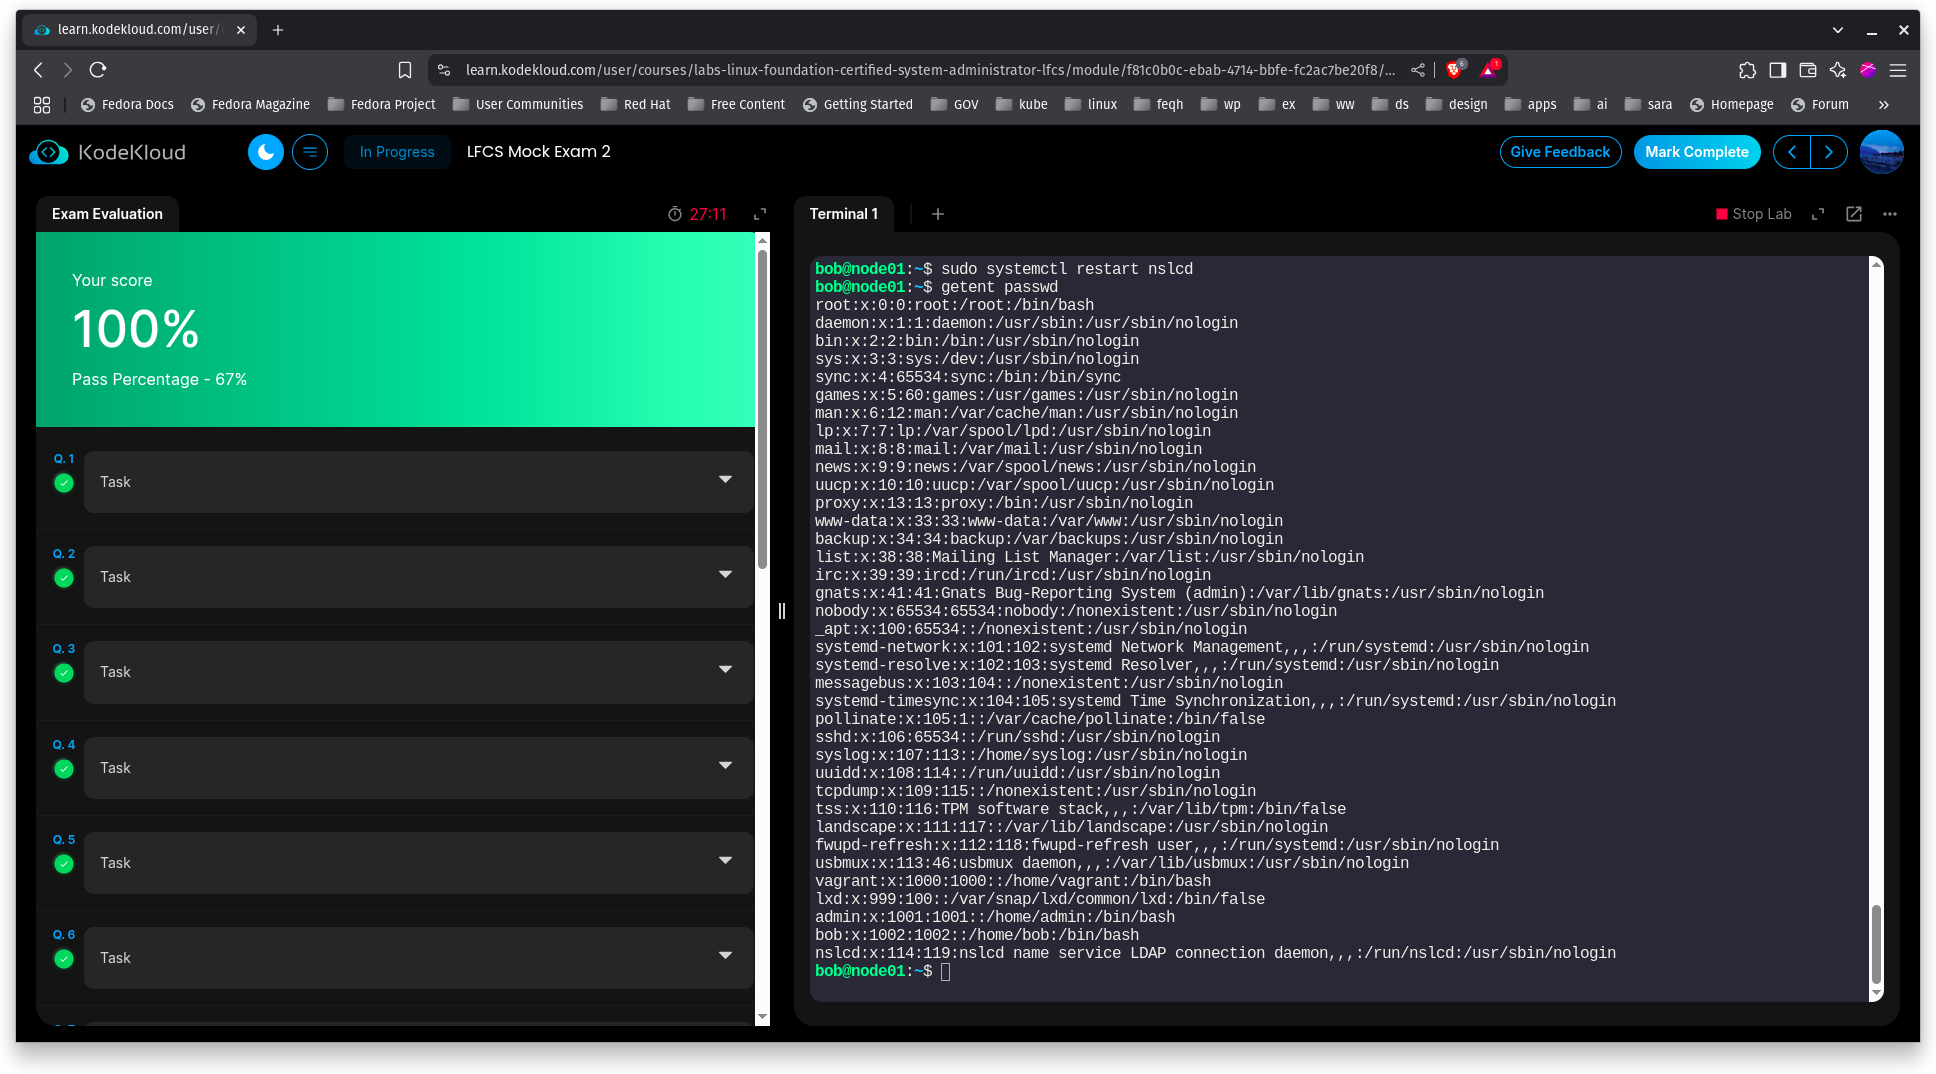 learn.kodekloud.com/user/
learn.kodekloud.com/user/courses/labs-linux-foundation-certified-system-administrator-lfcs/module/f81c0b0c-ebab-4714-bbfe-fc2ac7be20f8/...
6
1
Fedora Docs
Fedora Magazine
Fedora Project
User Communities
Red Hat
Free Content
Getting Started
GOV
kube
linux
feqh
wp
ex
ww
ds
design
apps
ai
sara
Homepage
Forum
KodeKloud
In Progress
LFCS Mock Exam 2
Give Feedback
Mark Complete
Exam Evaluation
27:11
Your score
100%
Pass Percentage - 67%
Q. 1
Task
Q. 2
Task
Q. 3
Task
Q. 4
Task
Q. 5
Task
Q. 6
Task
Terminal 1
Stop Lab
bob@node01:~$ sudo systemctl restart nslcd
bob@node01:~$ getent passwd
root:x:0:0:root:/root:/bin/bash
daemon:x:1:1:daemon:/usr/sbin:/usr/sbin/nologin
bin:x:2:2:bin:/bin:/usr/sbin/nologin
sys:x:3:3:sys:/dev:/usr/sbin/nologin
sync:x:4:65534:sync:/bin:/bin/sync
games:x:5:60:games:/usr/games:/usr/sbin/nologin
man:x:6:12:man:/var/cache/man:/usr/sbin/nologin
lp:x:7:7:lp:/var/spool/lpd:/usr/sbin/nologin
mail:x:8:8:mail:/var/mail:/usr/sbin/nologin
news:x:9:9:news:/var/spool/news:/usr/sbin/nologin
uucp:x:10:10:uucp:/var/spool/uucp:/usr/sbin/nologin
proxy:x:13:13:proxy:/bin:/usr/sbin/nologin
www-data:x:33:33:www-data:/var/www:/usr/sbin/nologin
backup:x:34:34:backup:/var/backups:/usr/sbin/nologin
list:x:38:38:Mailing List Manager:/var/list:/usr/sbin/nologin
irc:x:39:39:ircd:/run/ircd:/usr/sbin/nologin
gnats:x:41:41:Gnats Bug-Reporting System (admin):/var/lib/gnats:/usr/sbin/nologin
nobody:x:65534:65534:nobody:/nonexistent:/usr/sbin/nologin
_apt:x:100:65534::/nonexistent:/usr/sbin/nologin
systemd-network:x:101:102:systemd Network Management,,,:/run/systemd:/usr/sbin/nologin
systemd-resolve:x:102:103:systemd Resolver,,,:/run/systemd:/usr/sbin/nologin
messagebus:x:103:104::/nonexistent:/usr/sbin/nologin
systemd-timesync:x:104:105:systemd Time Synchronization,,,:/run/systemd:/usr/sbin/nologin
pollinate:x:105:1::/var/cache/pollinate:/bin/false
sshd:x:106:65534::/run/sshd:/usr/sbin/nologin
syslog:x:107:113::/home/syslog:/usr/sbin/nologin
uuidd:x:108:114::/run/uuidd:/usr/sbin/nologin
tcpdump:x:109:115::/nonexistent:/usr/sbin/nologin
tss:x:110:116:TPM software stack,,,:/var/lib/tpm:/bin/false
landscape:x:111:117::/var/lib/landscape:/usr/sbin/nologin
fwupd-refresh:x:112:118:fwupd-refresh user,,,:/run/systemd:/usr/sbin/nologin
usbmux:x:113:46:usbmux daemon,,,:/var/lib/usbmux:/usr/sbin/nologin
vagrant:x:1000:1000::/home/vagrant:/bin/bash
lxd:x:999:100::/var/snap/lxd/common/lxd:/bin/false
admin:x:1001:1001::/home/admin:/bin/bash
bob:x:1002:1002::/home/bob:/bin/bash
nslcd:x:114:119:nslcd name service LDAP connection daemon,,,:/run/nslcd:/usr/sbin/nologin
bob@node01:~$